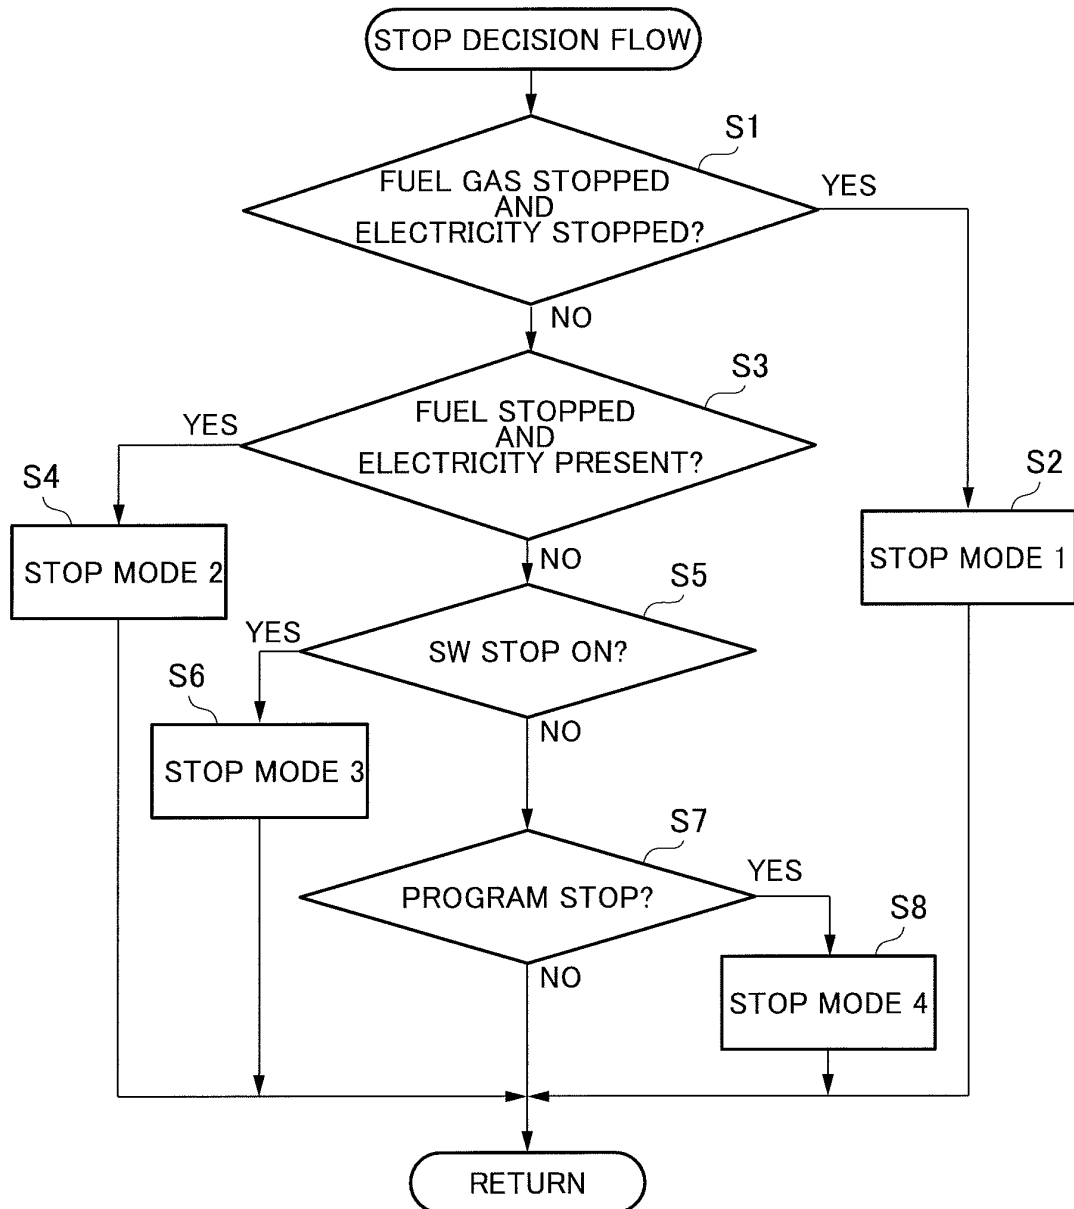 STOP DECISION FLOW
S1
FUEL GAS STOPPED
AND
ELECTRICITY STOPPED?
YES
NO
S3
FUEL STOPPED
AND
ELECTRICITY PRESENT?
YES
S4
STOP MODE 2
S2
STOP MODE 1
NO
S5
SW STOP ON?
YES
S6
STOP MODE 3
NO
S7
PROGRAM STOP?
YES
S8
STOP MODE 4
NO
RETURN